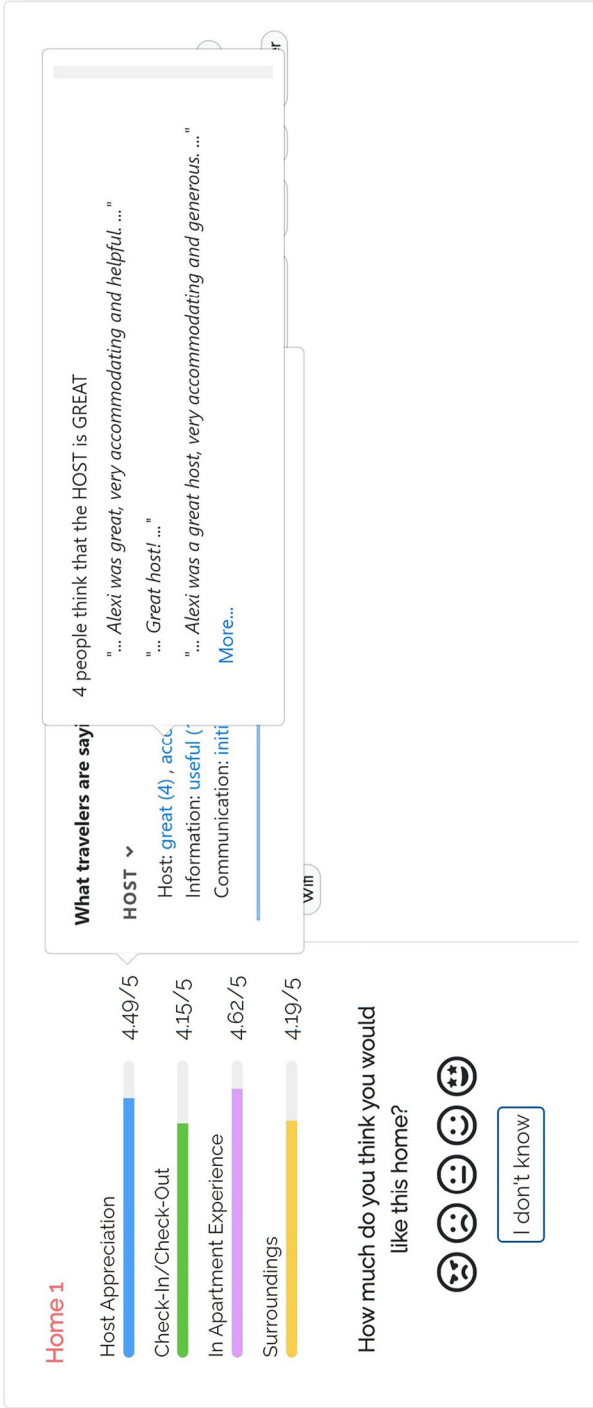 Home 1
Host Appreciation
4.49/5
Check-In/Check-Out
4.15/5
In Apartment Experience
4.62/5
Surroundings
4.19/5
How much do you think you would
like this home?
I don't know
What travelers are sayi
HOST
Host: great (4) , acco
Information: useful (
Communication: initi
wifi
4 people think that the HOST is GREAT
"... Alexi was great, very accommodating and helpful. ..."
"... Great host! ..."
"... Alexi was a great host, very accommodating and generous. ..."
More...